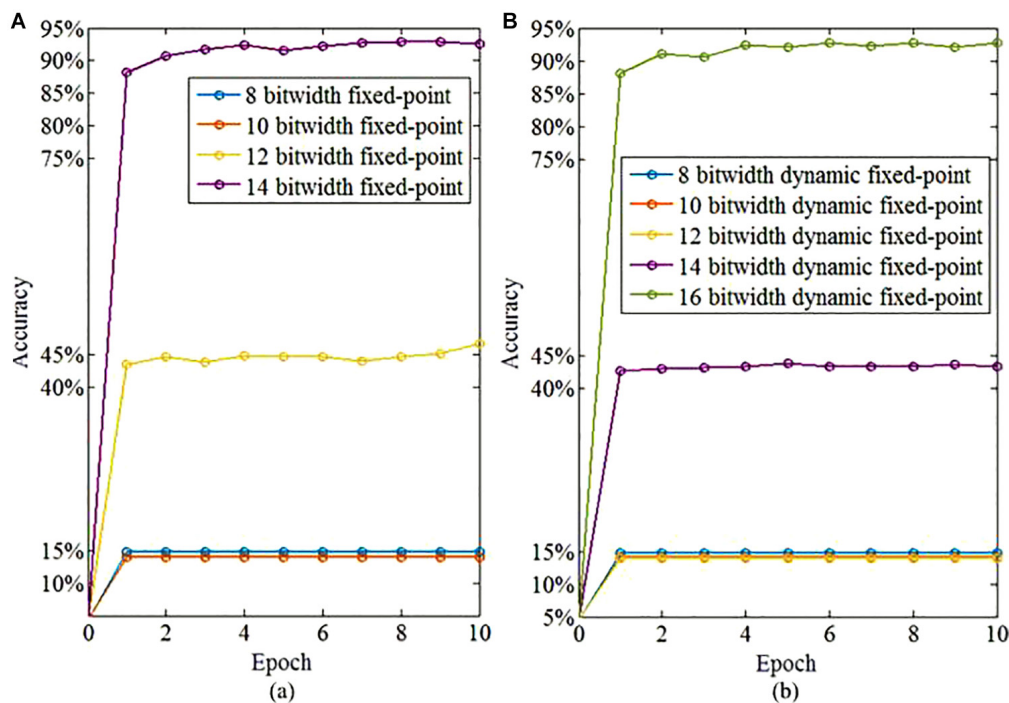 A
95%
90%
85%
80%
75%
45%
40%
15%
10%
Accuracy
8 bitwidth fixed-point
10 bitwidth fixed-point
12 bitwidth fixed-point
14 bitwidth fixed-point
0 2 4 6 8 10
Epoch
(a)
B
95%
90%
85%
80%
75%
45%
40%
15%
10%
5%
Accuracy
8 bitwidth dynamic fixed-point
10 bitwidth dynamic fixed-point
12 bitwidth dynamic fixed-point
14 bitwidth dynamic fixed-point
16 bitwidth dynamic fixed-point
0 2 4 6 8 10
Epoch
(b)